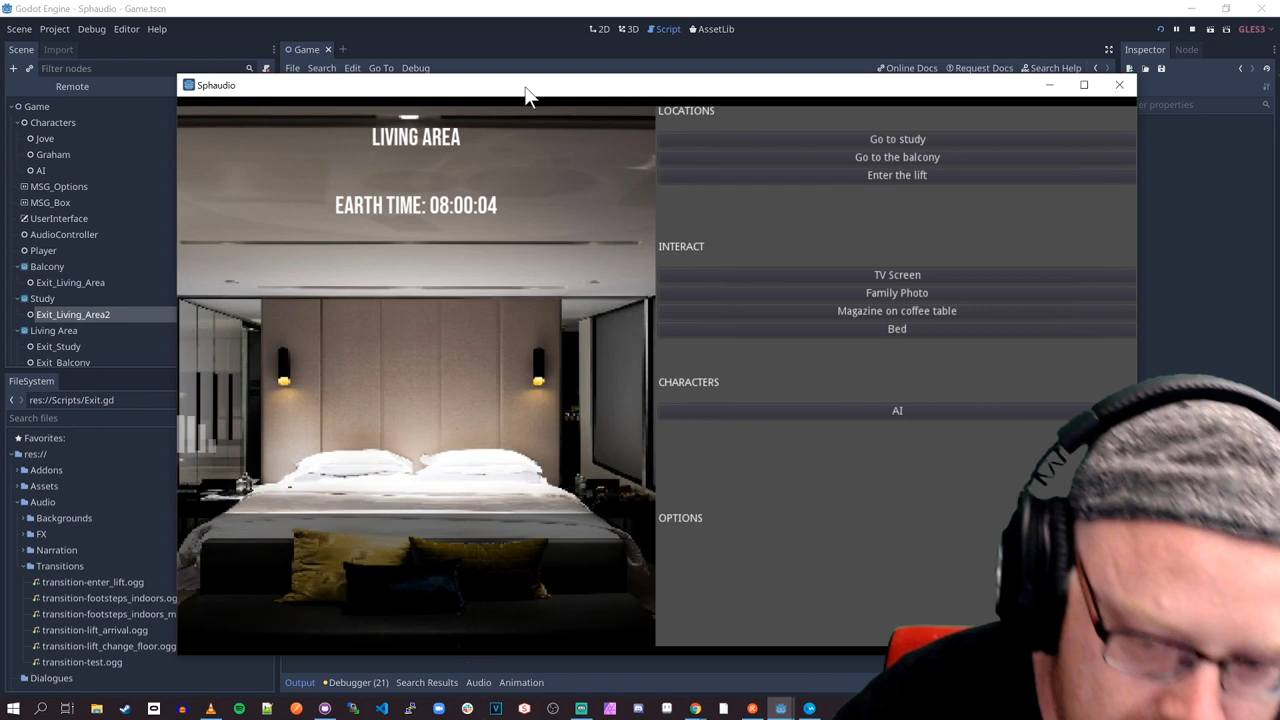 Godot Engine - Sphaudio - Game.tscn
Scene Project Debug Editor Help
2D 3D Script AssetLib
GLES3
Scene Import
Game
Inspector Node
Filter nodes
File Search Edit Go To Debug
Online Docs Request Docs Search Help
Remote
Sphaudio
er properties
Game
Characters
Jove
Graham
AI
MSG_Options
MSG_Box
UserInterface
AudioController
Player
Balcony
Exit_Living_Area
Study
Exit_Living_Area2
Living Area
Exit_Study
Exit_Balcony
FileSystem
res://Scripts/Exit.gd
Search files
Favorites:
res://
Addons
Assets
Audio
Backgrounds
FX
Narration
Transitions
transition-enter_lift.ogg
transition-footsteps_indoors.og
transition-footsteps_indoors_m
transition-lift_arrival.ogg
transition-lift_change_floor.ogg
transition-test.ogg
Dialogues
LIVING AREA
EARTH TIME: 08:00:04
LOCATIONS
Go to study
Go to the balcony
Enter the lift
INTERACT
TV Screen
Family Photo
Magazine on coffee table
Bed
CHARACTERS
AI
OPTIONS
Output Debugger (21) Search Results Audio Animation